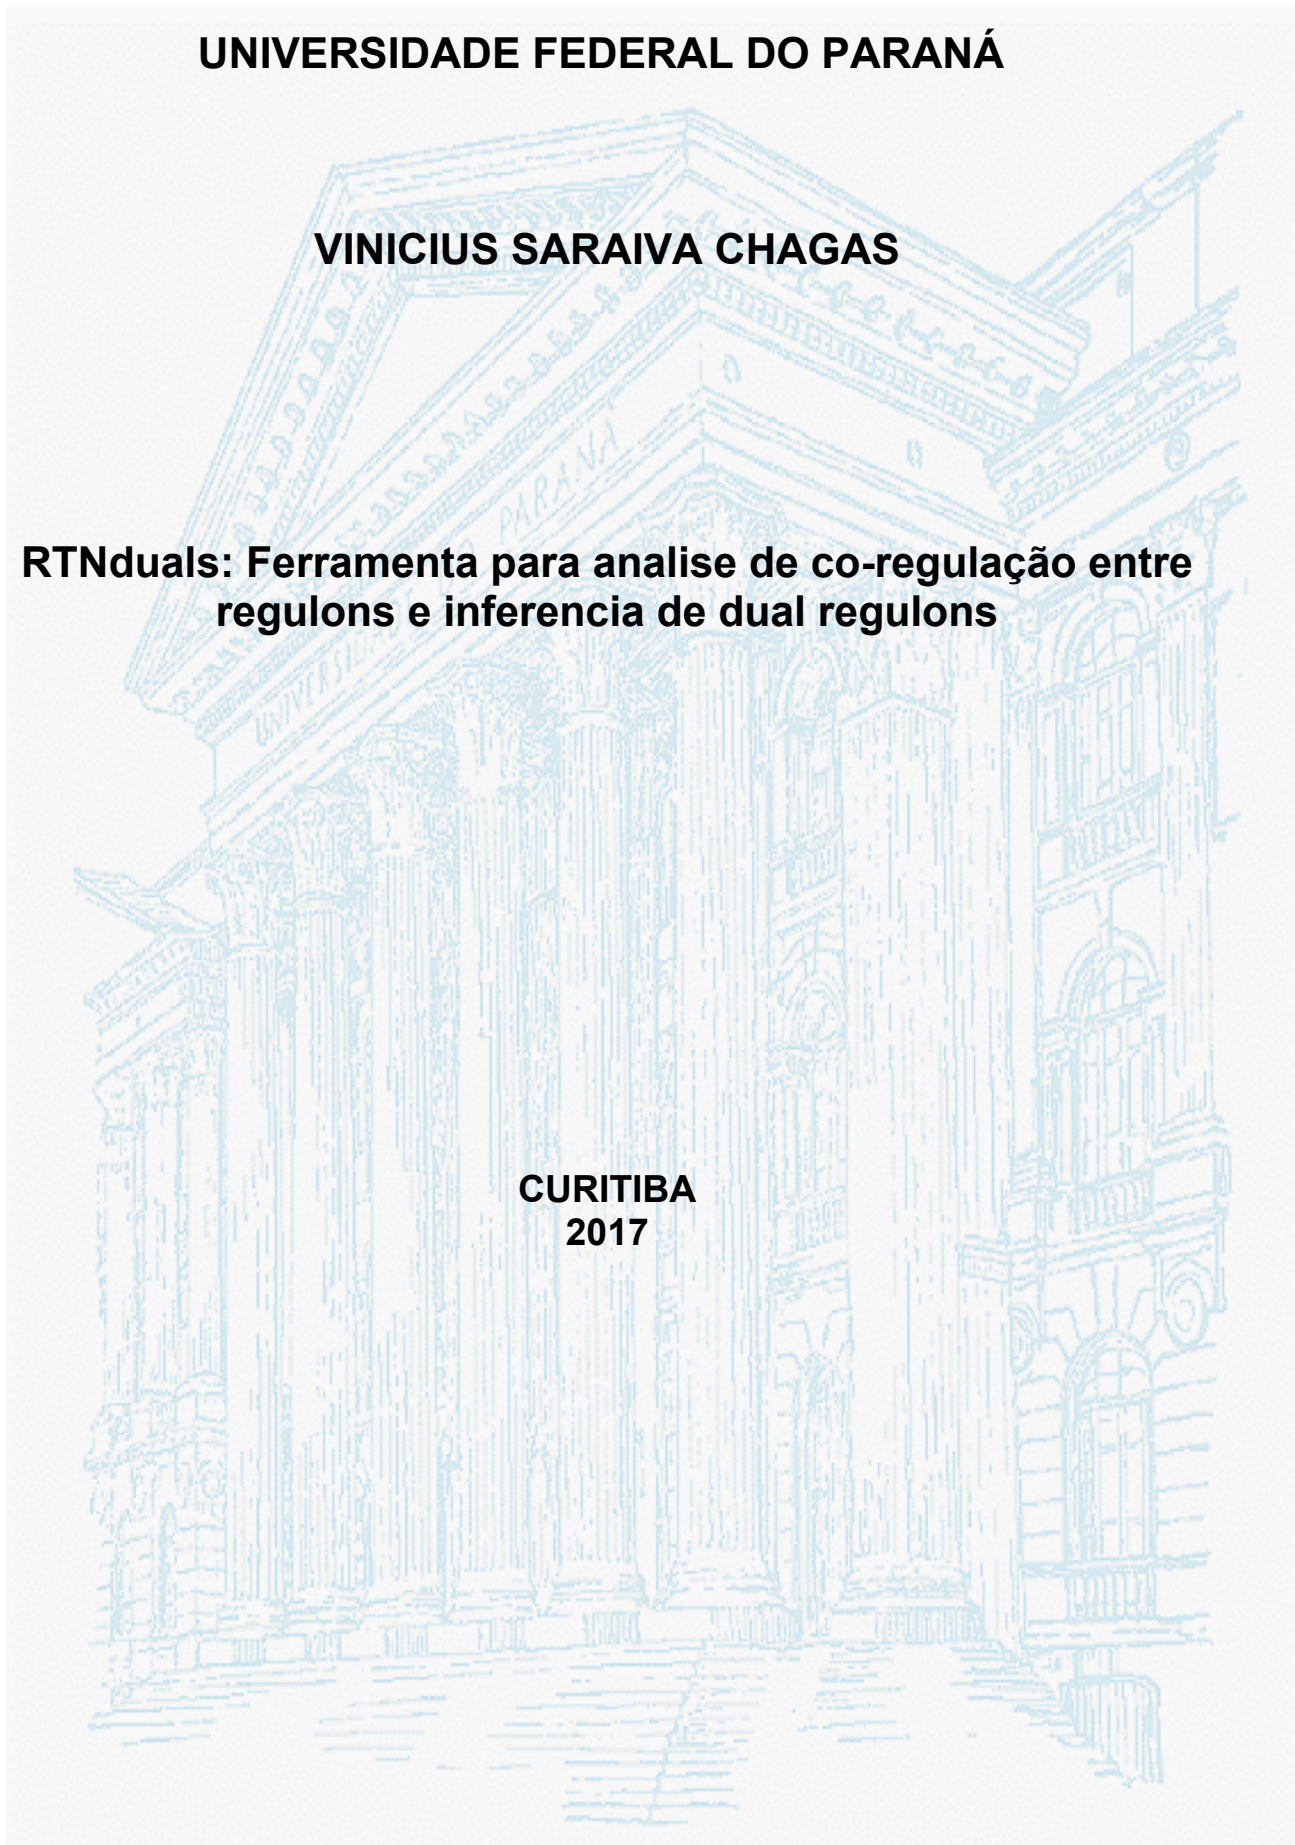 UNIVERSIDADE FEDERAL DO PARANÁ
VINICIUS SARAIVA CHAGAS
PARANÁ
RTNduals: Ferramenta para analise de co-regulação entre
regulons e inferencia de dual regulons
CURITIBA
2017